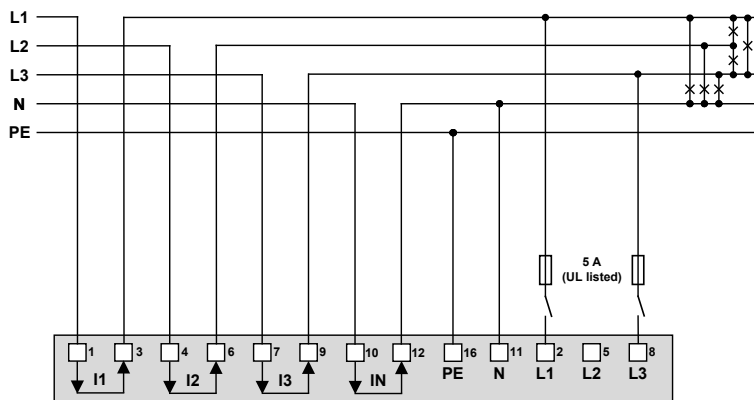 L1
L2
L3
N
PE
5 A
(UL listed)
1 3 4 6 7 9 10 12 16 11 2 5 8
I1 I2 I3 IN PE N L1 L2 L3